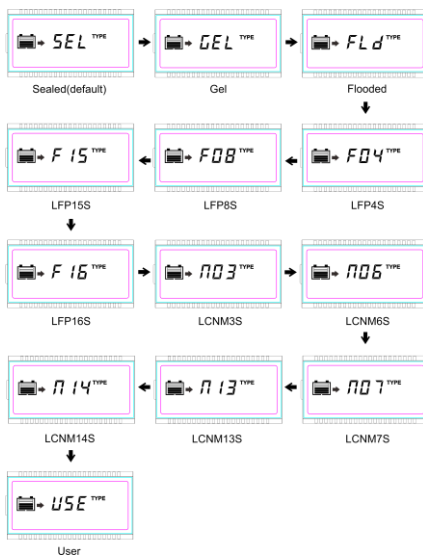 SEL TYPE GEL TYPE FLd TYPE
Sealed(default) Gel Flooded
F15 TYPE F08 TYPE F04 TYPE
LFP15S LFP8S LFP4S
F16 TYPE n03 TYPE n06 TYPE
LFP16S LCNM3S LCNM6S
n14 TYPE n13 TYPE n07 TYPE
LCNM14S LCNM13S LCNM7S
USE TYPE
User